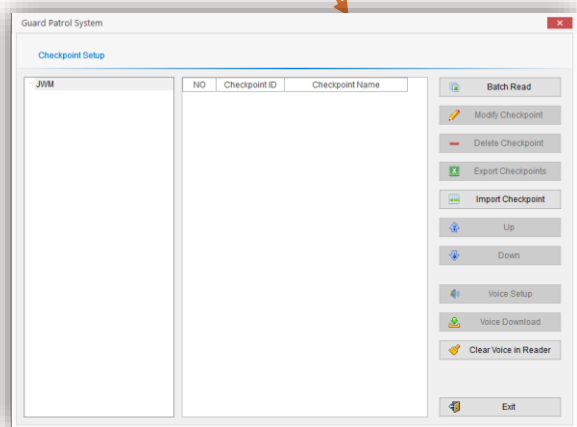 Guard Patrol System
Checkpoint Setup
JWM
NO Checkpoint ID Checkpoint Name
Batch Read
Modify Checkpoint
Delete Checkpoint
Export Checkpoints
Import Checkpoint
Up
Down
Voice Setup
Voice Download
Clear Voice in Reader
Exit